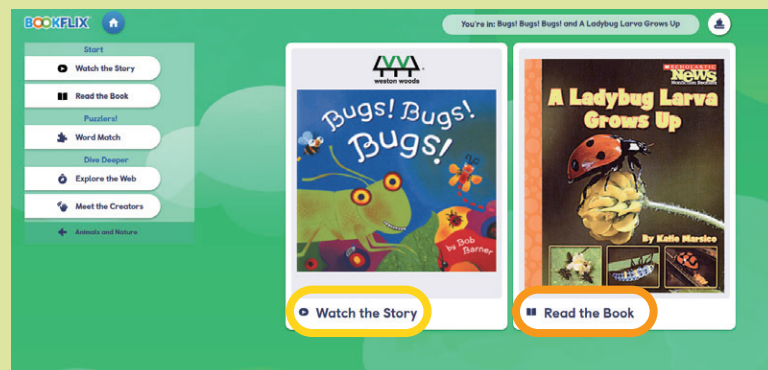 BOOKFLIX
You're in: Bugs! Bugs! Bugs! and A Ladybug Larva Grows Up
Start
Watch the Story
Read the Book
Puzzlers!
Word Match
Dive Deeper
Explore the Web
Meet the Creators
Animals and Nature
weston woods
Bugs! Bugs!
Bugs!
by Bob
Barner
Watch the Story
SCHOLASTIC
News
Nonfiction Readers
A Ladybug Larva
Grows Up
By Katie Marsico
Read the Book